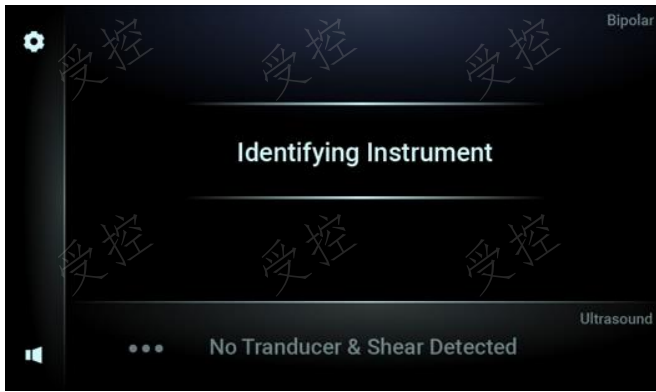 Bipolar
受控 受控 受控
Identifying Instrument
受控 受控 受控
Ultrasound
No Tranducer & Shear Detected